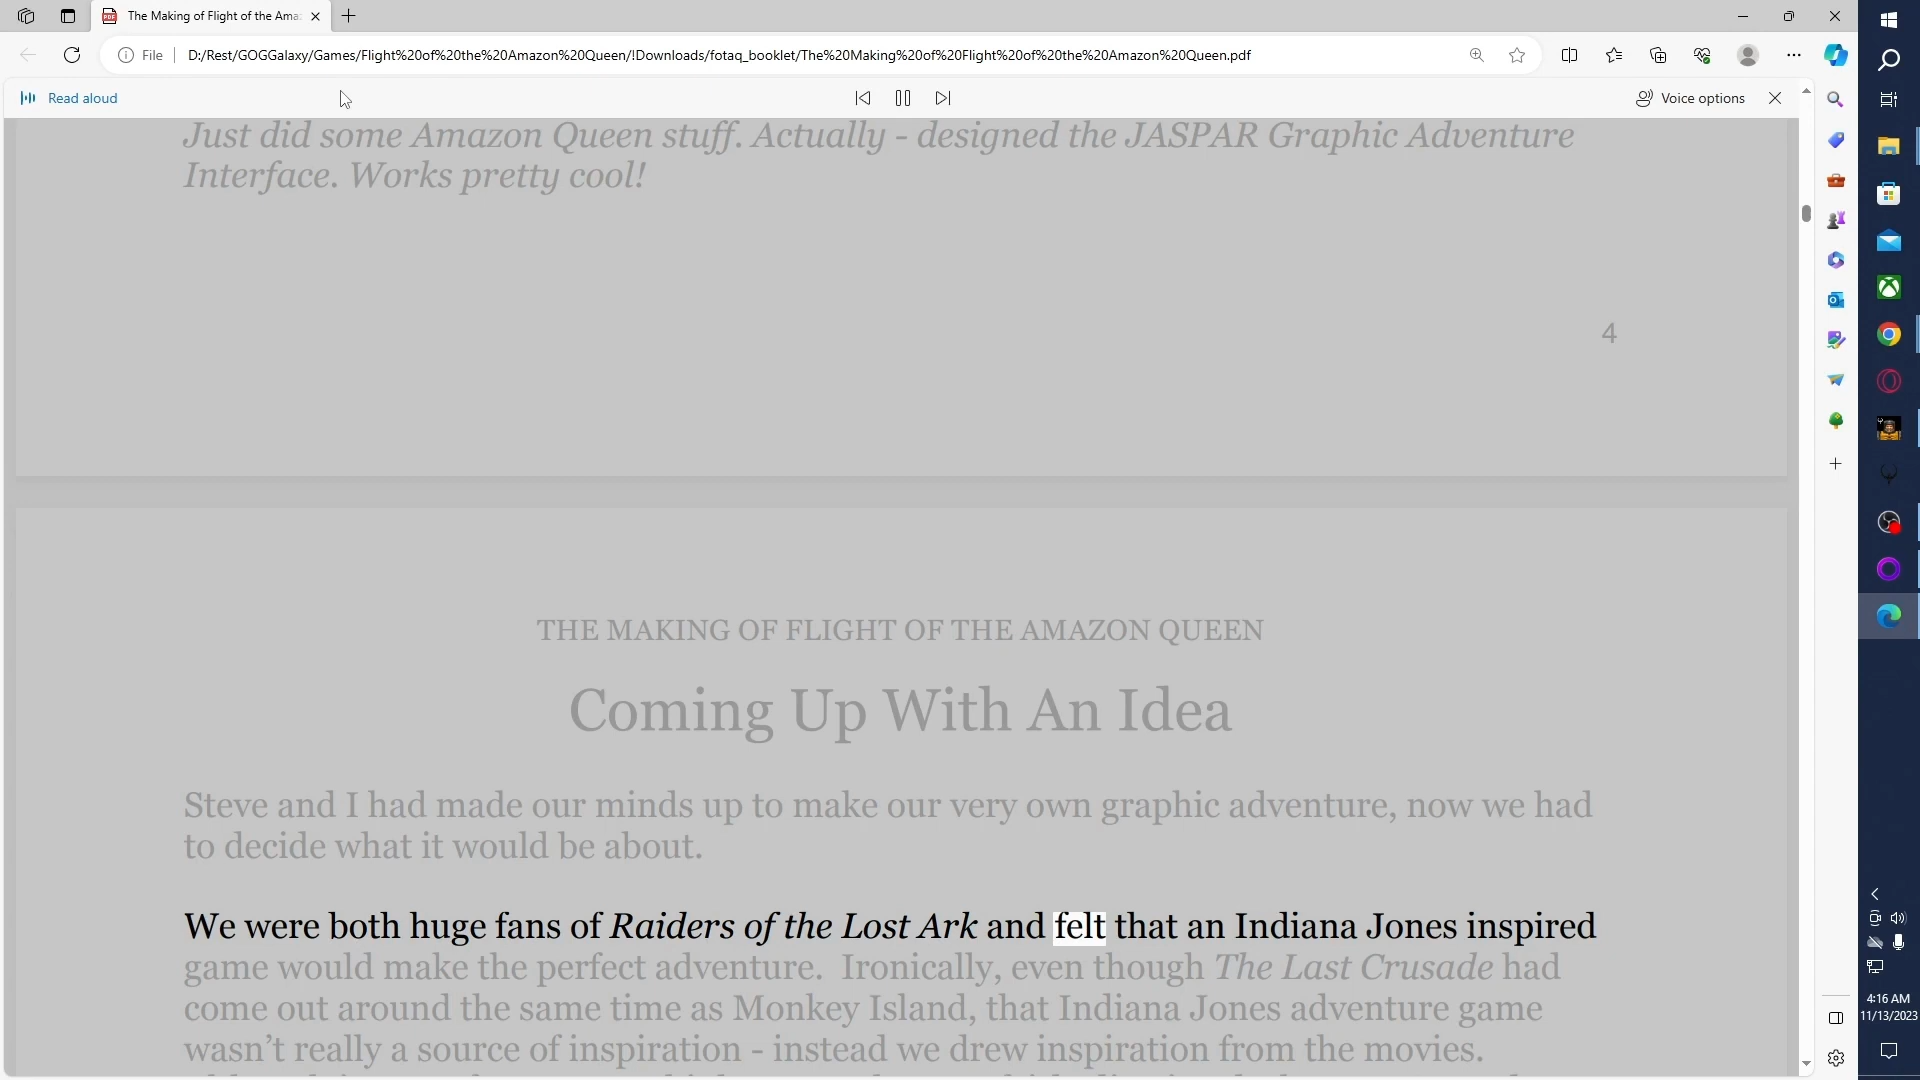 The Making of Flight of the Ama
File
D:/Rest/GOGGalaxy/Games/Flight%20of%20the%20Amazon%20Queen/!Downloads/fotaq_booklet/The%20Making%20of%20Flight%20of%20the%20Amazon%20Queen.pdf
Read aloud
Voice options
Just did some Amazon Queen stuff. Actually - designed the JASPAR Graphic Adventure
Interface. Works pretty cool!
4
THE MAKING OF FLIGHT OF THE AMAZON QUEEN
Coming Up With An Idea
Steve and I had made our minds up to make our very own graphic adventure, now we had
to decide what it would be about.
We were both huge fans of Raiders of the Lost Ark and felt that an Indiana Jones inspired
game would make the perfect adventure.  Ironically, even though The Last Crusade had
come out around the same time as Monkey Island, that Indiana Jones adventure game
wasn't really a source of inspiration - instead we drew inspiration from the movies.
4:16 AM
11/13/2023